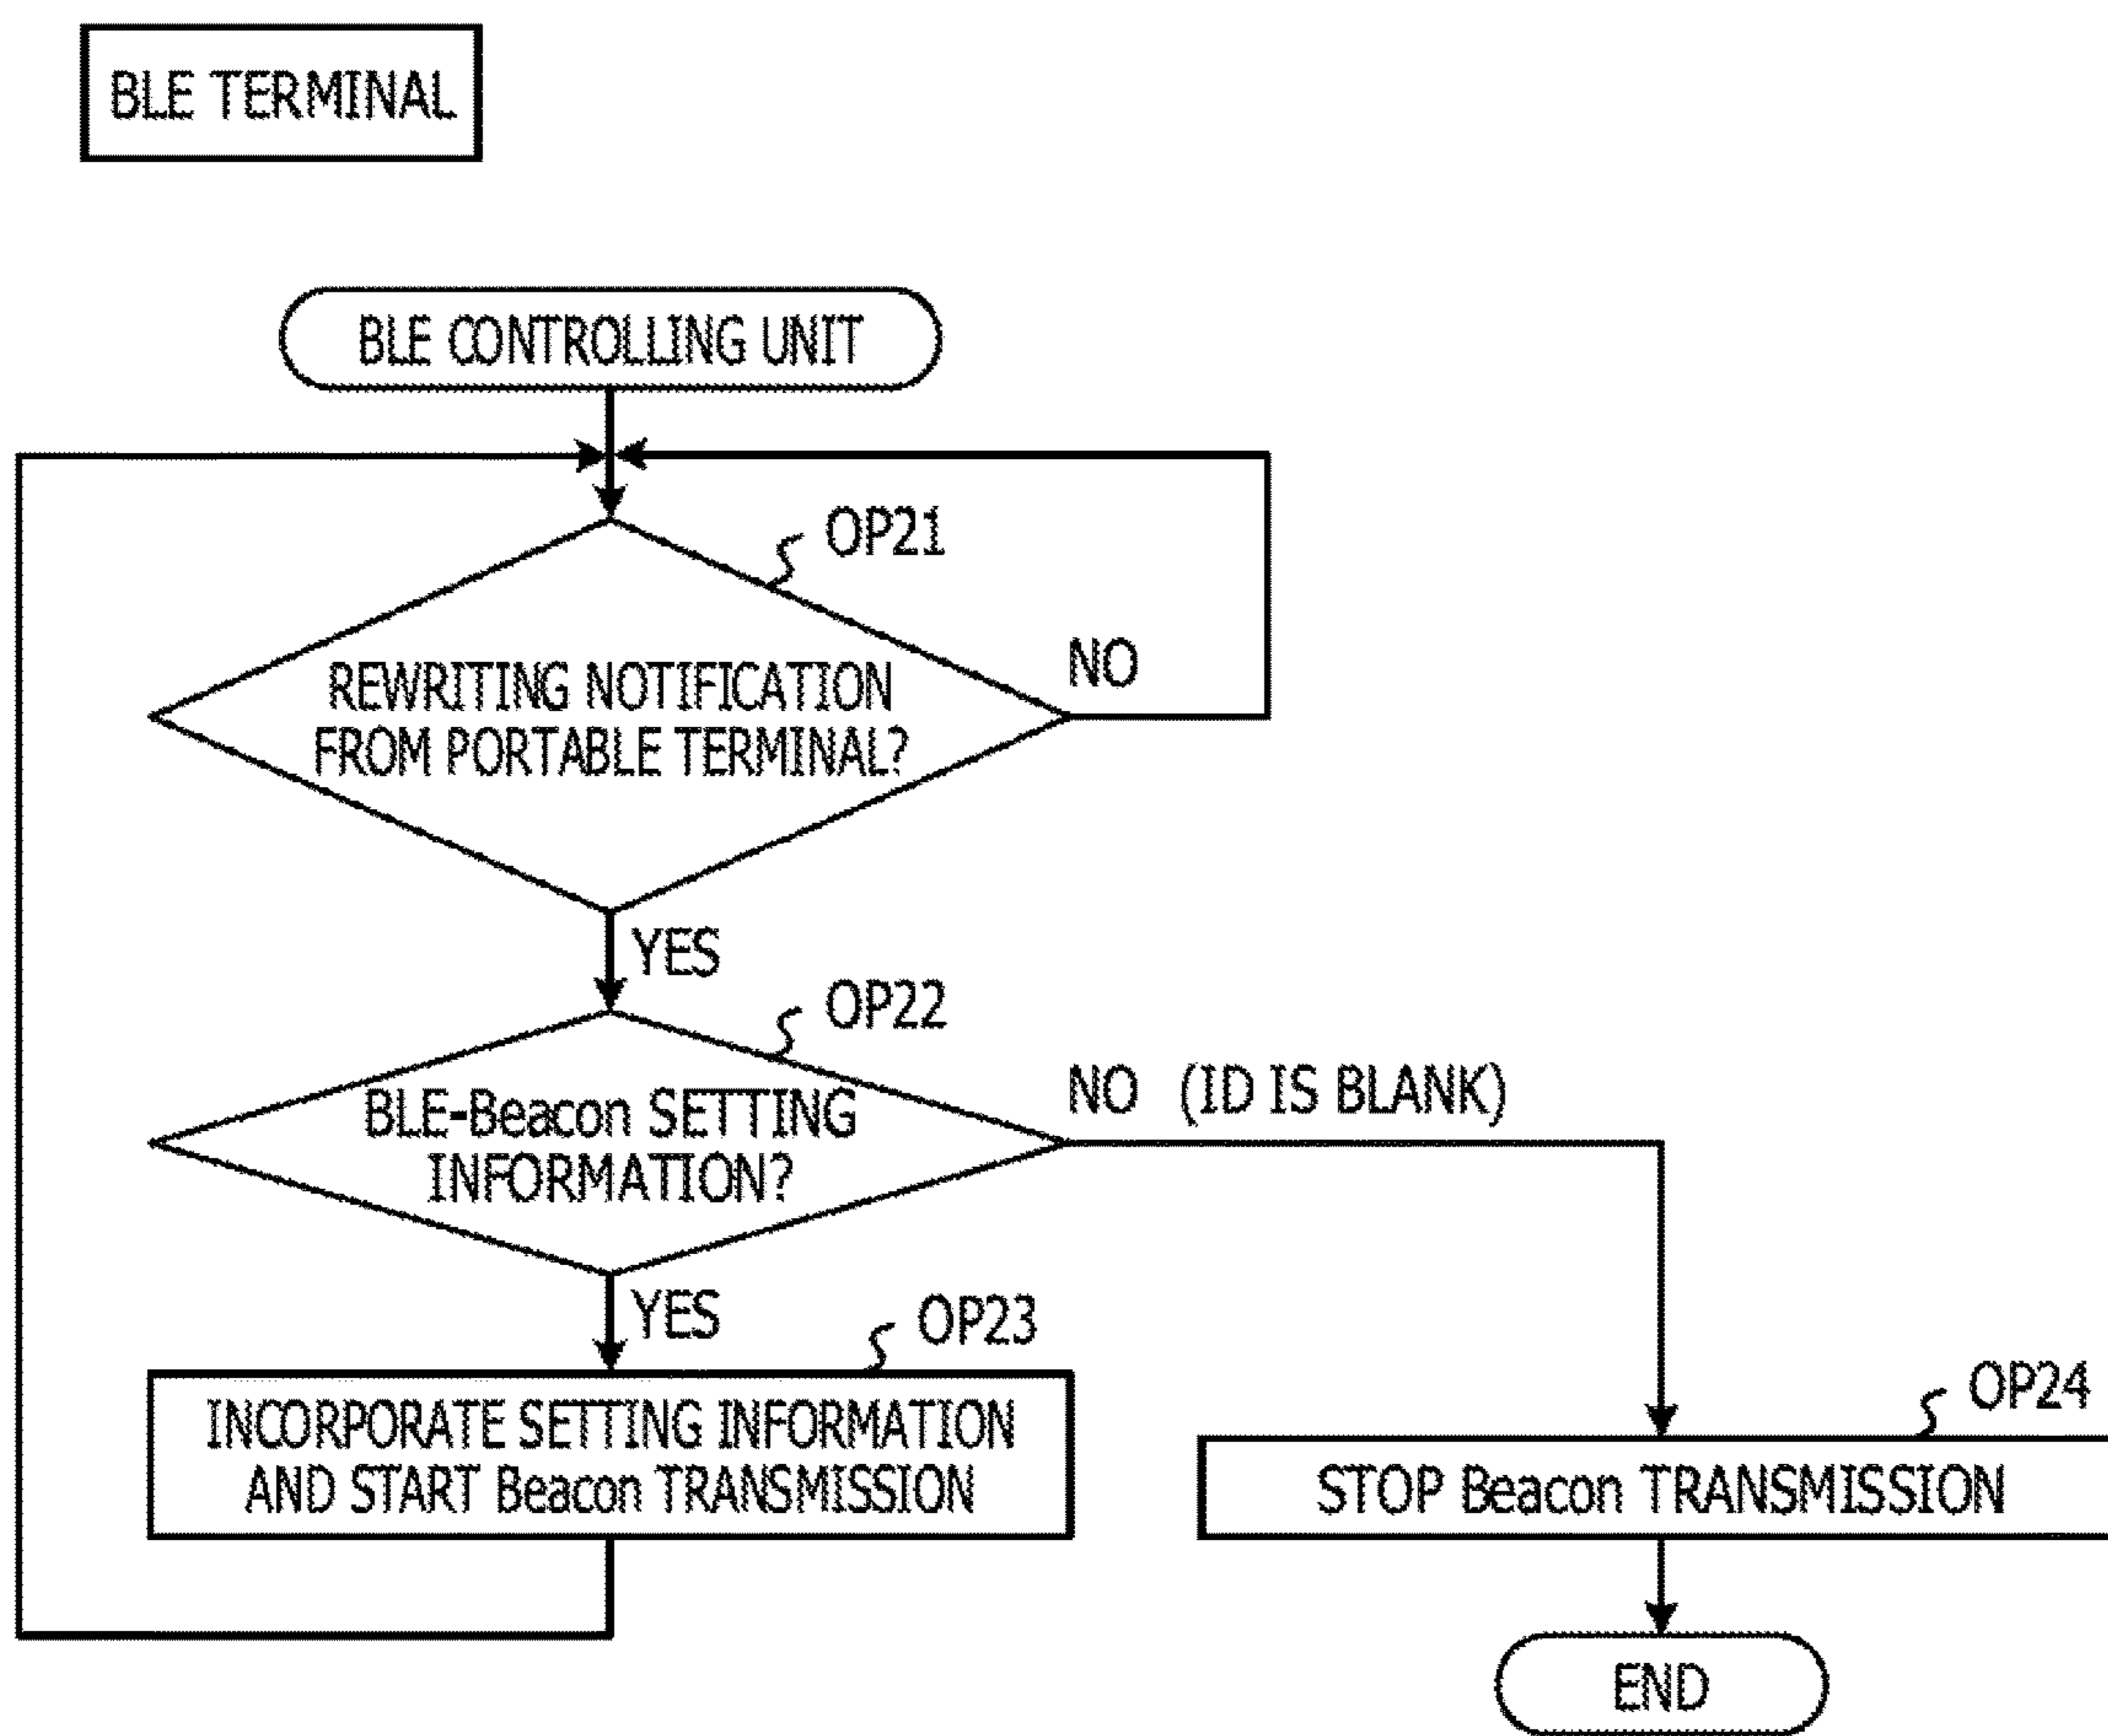 BLE TERMINAL
BLE CONTROLLING UNIT
OP21
REWRITING NOTIFICATION
FROM PORTABLE TERMINAL?
NO
YES
OP22
BLE-Beacon SETTING
INFORMATION?
NO (ID IS BLANK)
YES
OP23
INCORPORATE SETTING INFORMATION
AND START Beacon TRANSMISSION
OP24
STOP Beacon TRANSMISSION
END